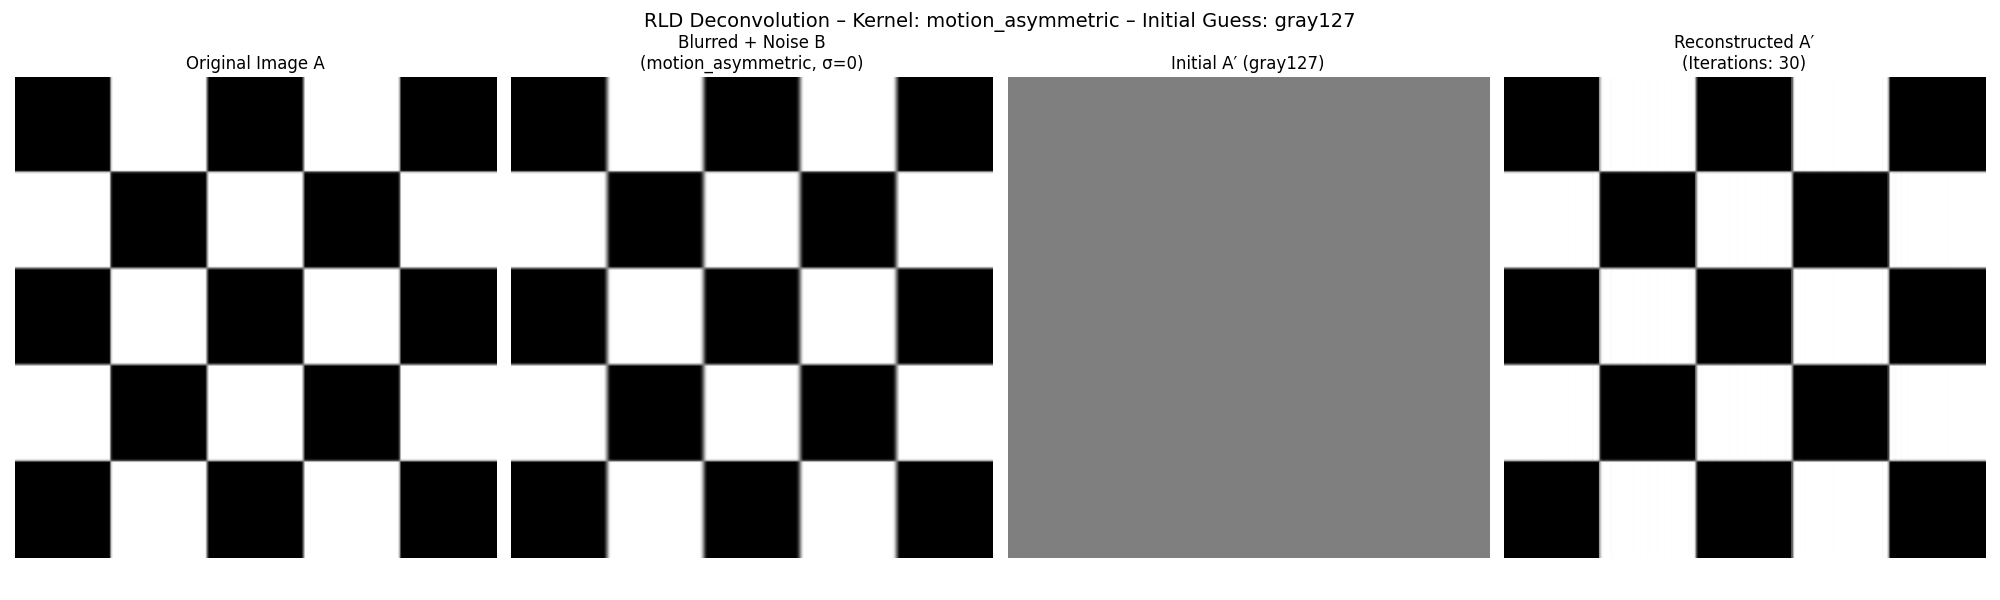 RLD Deconvolution – Kernel: motion_asymmetric – Initial Guess: gray127
Original Image A
Blurred + Noise B
(motion_asymmetric, σ=0)
Initial A′ (gray127)
Reconstructed A′
(Iterations: 30)